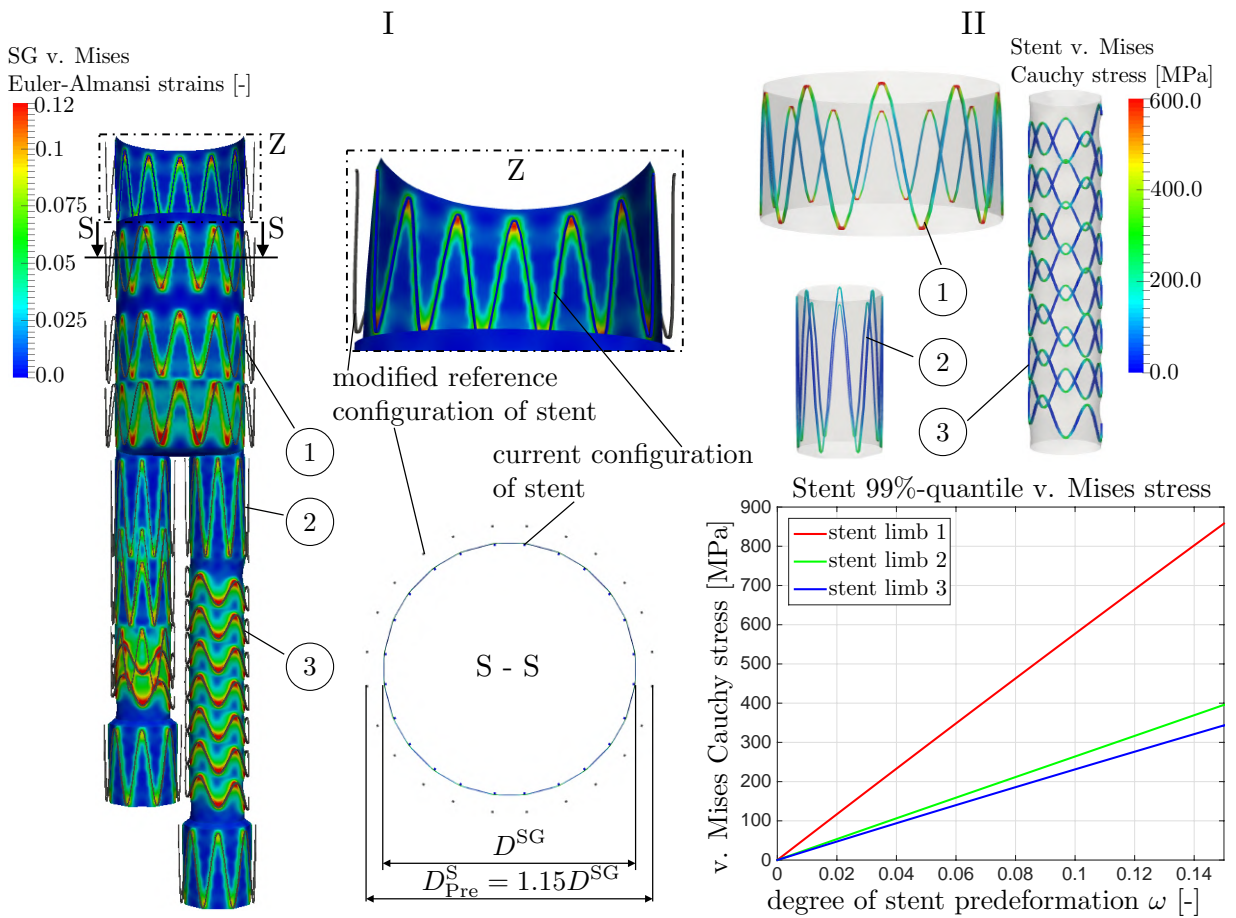 I
SG v. Mises
Euler-Almansi strains [-]
0.12
0.1
0.075
0.05
0.025
0.0
Z
S
S
1
2
3
Z
modified reference
configuration of stent
current configuration
of stent
S - S
D^SG
D^S_Pre = 1.15D^SG
II
Stent v. Mises
Cauchy stress [MPa]
600.0
400.0
200.0
0.0
1
2
3
Stent 99%-quantile v. Mises stress
v. Mises Cauchy stress [MPa]
900
800
700
600
500
400
300
200
100
0
stent limb 1
stent limb 2
stent limb 3
0
0.02
0.04
0.06
0.08
0.1
0.12
0.14
degree of stent predeformation ω [-]